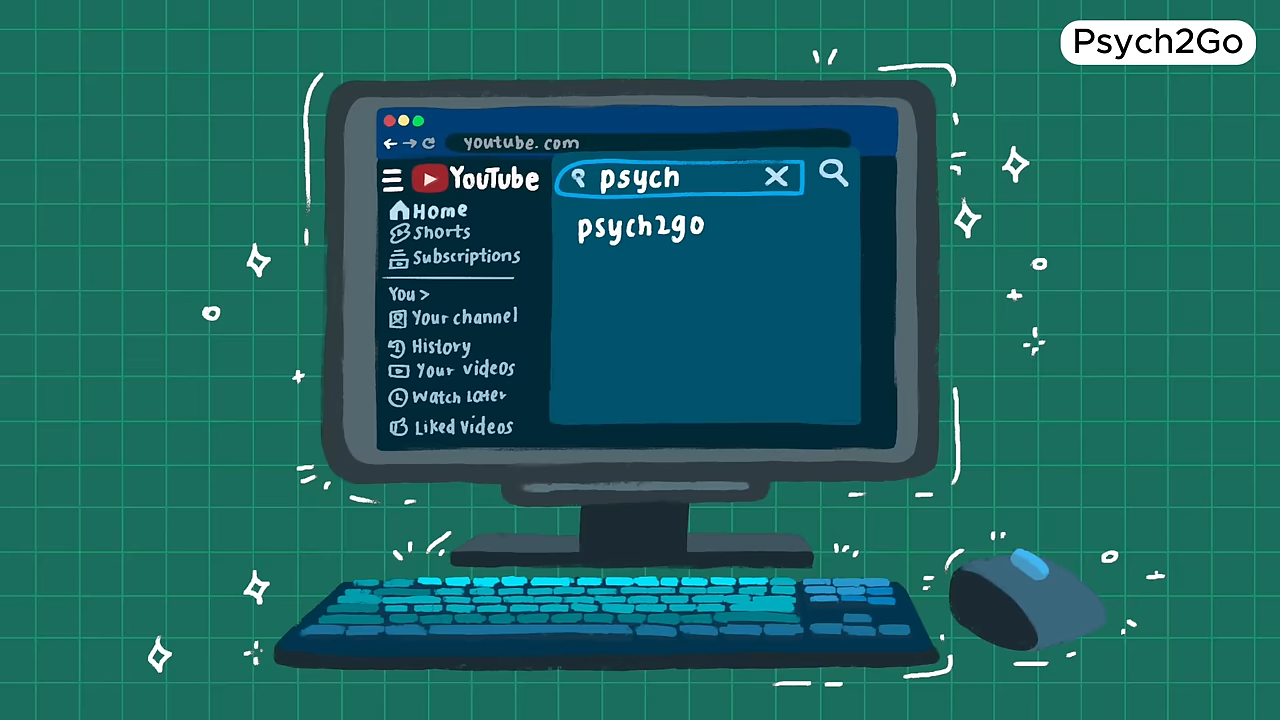 Psych2Go
youtube.com
YouTube
psych
psych2go
Home
Shorts
Subscriptions
You >
Your channel
History
Your videos
Watch Later
Liked Videos